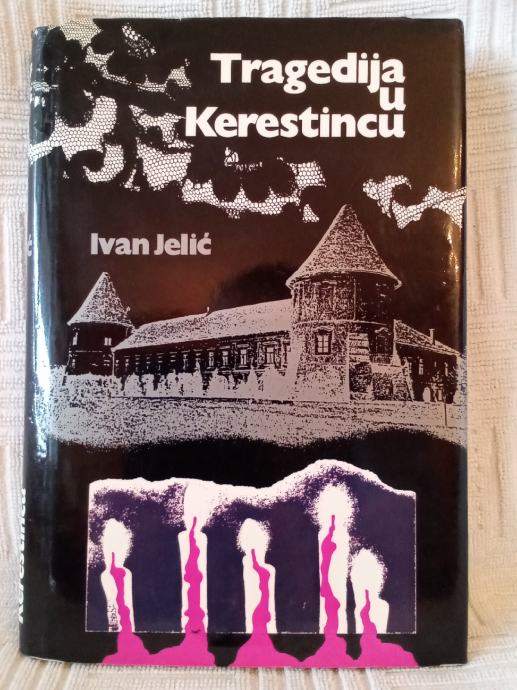 Tragedija
u
Kerestincu
Ivan Jelić